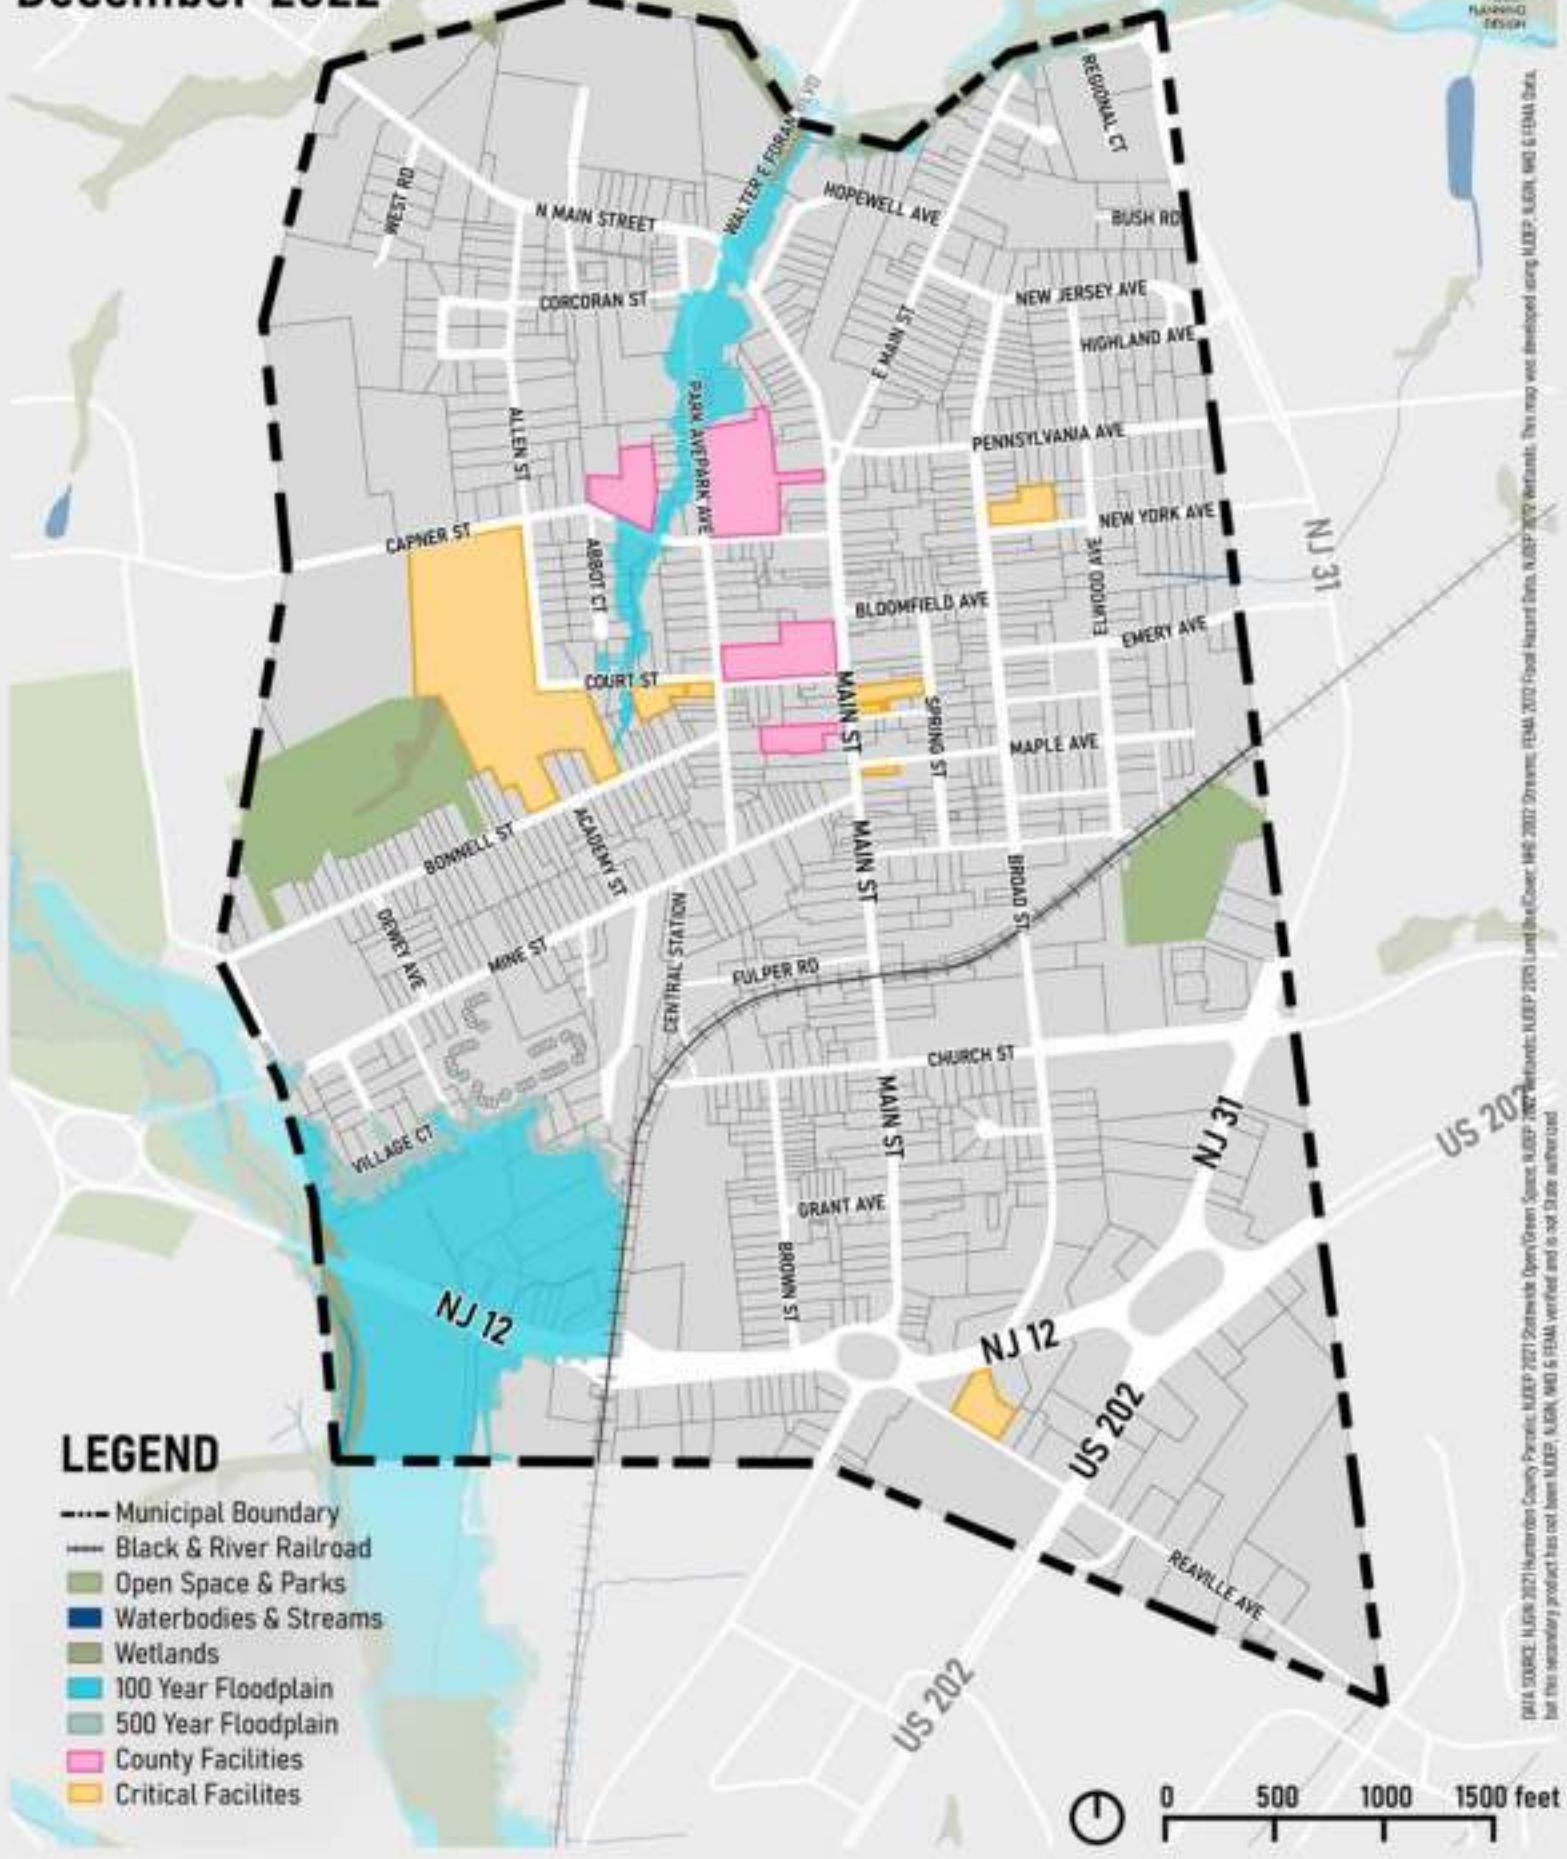 December 2022
PLANNING
DESIGN
REGIONAL CT
WALTER E FORAN BLVD
WEST RD
HOPEWELL AVE
N MAIN STREET
BUSH RD
CORCORAN ST
NEW JERSEY AVE
E MAIN ST
HIGHLAND AVE
ALLEN ST
PARK AVE
PARK AVE
PENNSYLVANIA AVE
NEW YORK AVE
CAPNER ST
NJ 31
ABBOT CT
ELWOOD AVE
BLOOMFIELD AVE
EMERY AVE
COURT ST
MAIN ST
SPRING ST
MAPLE AVE
BONNELL ST
ACADEMY ST
MAIN ST
BROAD ST
DEWEY AVE
MINE ST
CENTRAL STATION
FULPER RD
CHURCH ST
MAIN ST
NJ 31
US 202
VILLAGE CT
GRANT AVE
BROWN ST
NJ 12
NJ 12
US 202
REAVILLE AVE
US 202
LEGEND
Municipal Boundary
Black & River Railroad
Open Space & Parks
Waterbodies & Streams
Wetlands
100 Year Floodplain
500 Year Floodplain
County Facilities
Critical Facilites
0 500 1000 1500 feet